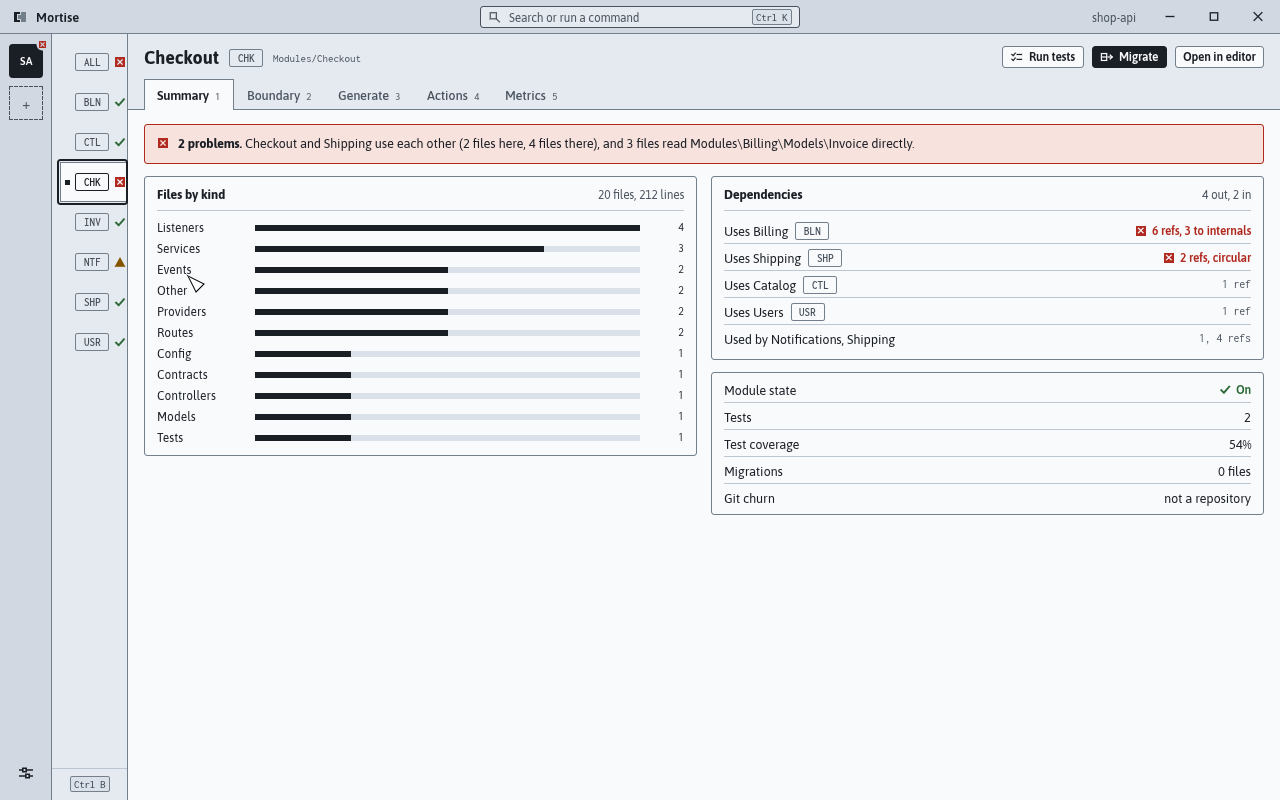 Mortise
Search or run a command Ctrl K
shop-api
SA
+
ALL
BLN
CTL
CHK
INV
NTF
SHP
USR
Ctrl B
Checkout CHK Modules/Checkout
Run tests Migrate Open in editor
Summary 1 Boundary 2 Generate 3 Actions 4 Metrics 5
2 problems. Checkout and Shipping use each other (2 files here, 4 files there), and 3 files read Modules\Billing\Models\Invoice directly.
Files by kind 20 files, 212 lines
Listeners 4
Services 3
Events 2
Other 2
Providers 2
Routes 2
Config 1
Contracts 1
Controllers 1
Models 1
Tests 1
Dependencies 4 out, 2 in
Uses Billing BLN 6 refs, 3 to internals
Uses Shipping SHP 2 refs, circular
Uses Catalog CTL 1 ref
Uses Users USR 1 ref
Used by Notifications, Shipping 1, 4 refs
Module state On
Tests 2
Test coverage 54%
Migrations 0 files
Git churn not a repository